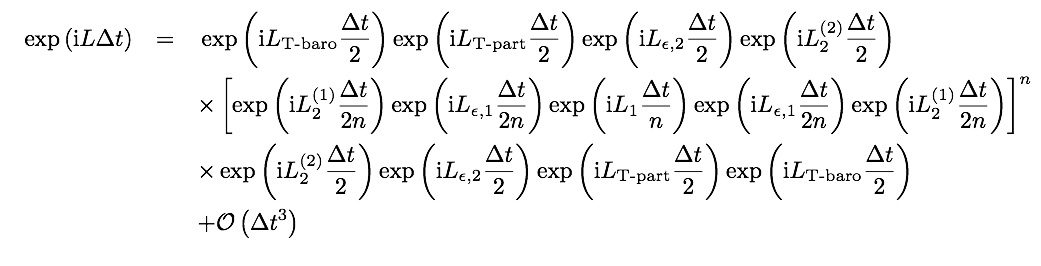 exp (iLΔt) = exp (iL_{T-baro} Δt/2) exp (iL_{T-part} Δt/2) exp (iL_{ϵ,2} Δt/2) exp (iL_2^{(2)} Δt/2)
× [exp (iL_2^{(1)} Δt/2n) exp (iL_{ϵ,1} Δt/2n) exp (iL_1 Δt/n) exp (iL_{ϵ,1} Δt/2n) exp (iL_2^{(1)} Δt/2n)]^n
× exp (iL_2^{(2)} Δt/2) exp (iL_{ϵ,2} Δt/2) exp (iL_{T-part} Δt/2) exp (iL_{T-baro} Δt/2)
+𝒪 (Δt^3)